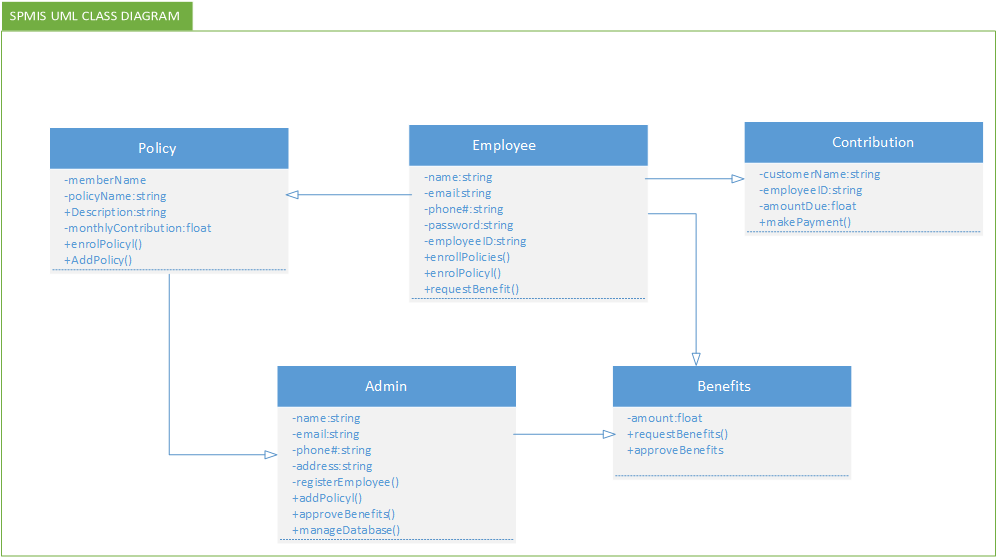 SPMIS UML CLASS DIAGRAM
Policy
-memberName
-policyName:string
+Description:string
-monthlyContribution:float
+enrolPolicyl()
+AddPolicy()
Employee
-name:string
-email:string
-phone#:string
-password:string
-employeeID:string
+enrollPolicies()
+enrolPolicyl()
+requestBenefit()
Contribution
-customerName:string
-employeeID:string
-amountDue:float
+makePayment()
Admin
-name:string
-email:string
-phone#:string
-address:string
-registerEmployee()
+addPolicyl()
+approveBenefits()
+manageDatabase()
Benefits
-amount:float
+requestBenefits()
+approveBenefits